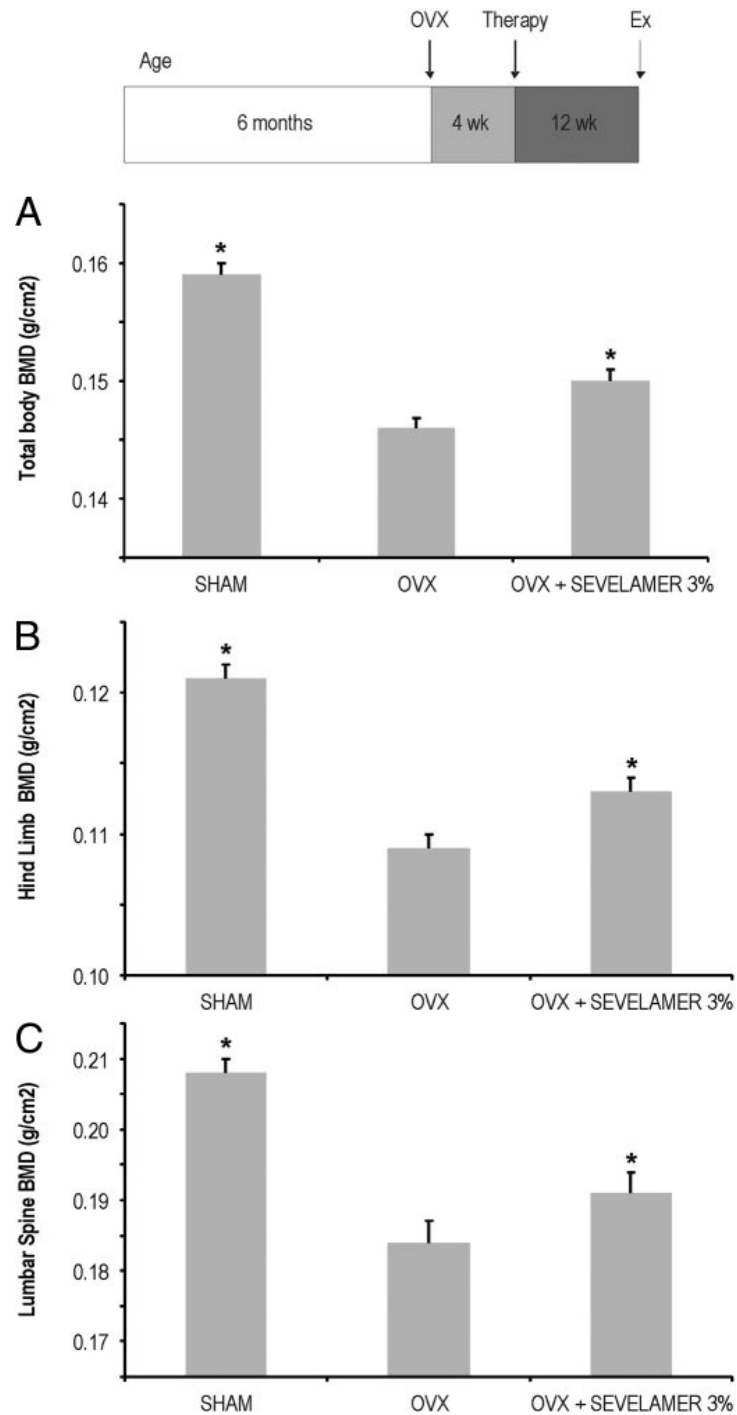 OVX Therapy Ex
Age
6 months 4 wk 12 wk
A
*
*
Total body BMD (g/cm2)
0.16
0.15
0.14
SHAM OVX OVX + SEVELAMER 3%
B
*
*
Hind Limb BMD (g/cm2)
0.12
0.11
0.10
SHAM OVX OVX + SEVELAMER 3%
C
*
*
Lumbar Spine BMD (g/cm2)
0.21
0.20
0.19
0.18
0.17
SHAM OVX OVX + SEVELAMER 3%